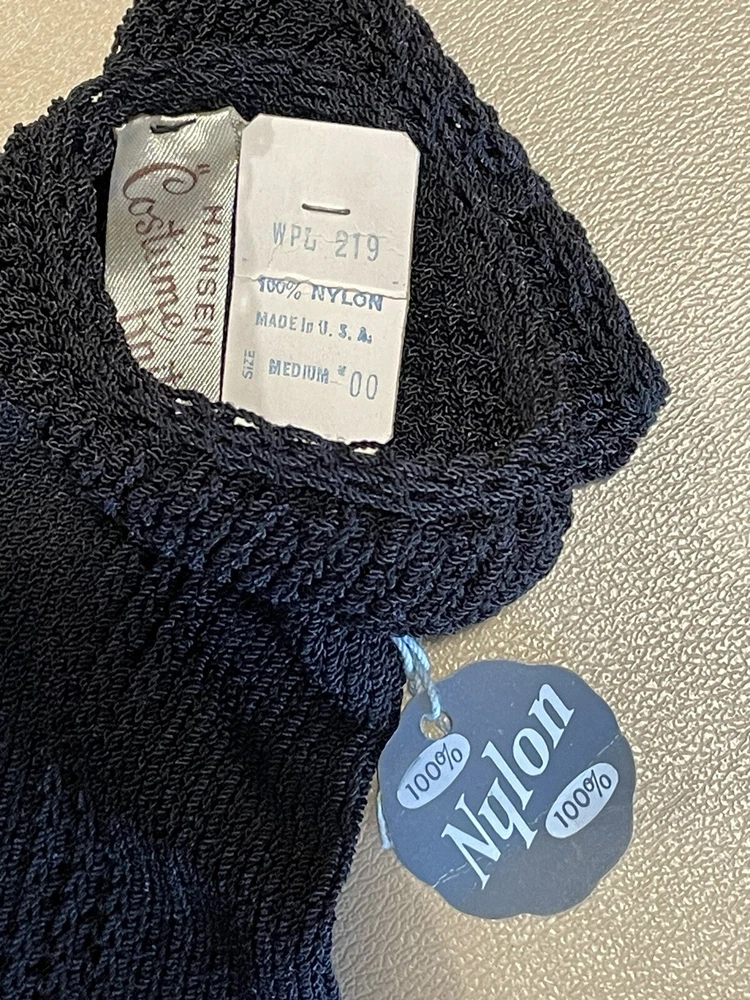 "
HANSEN
Costume
WPL 219
100% NYLON
MADE in U. S. A.
SIZE
MEDIUM # 00
100%
Nylon
100%